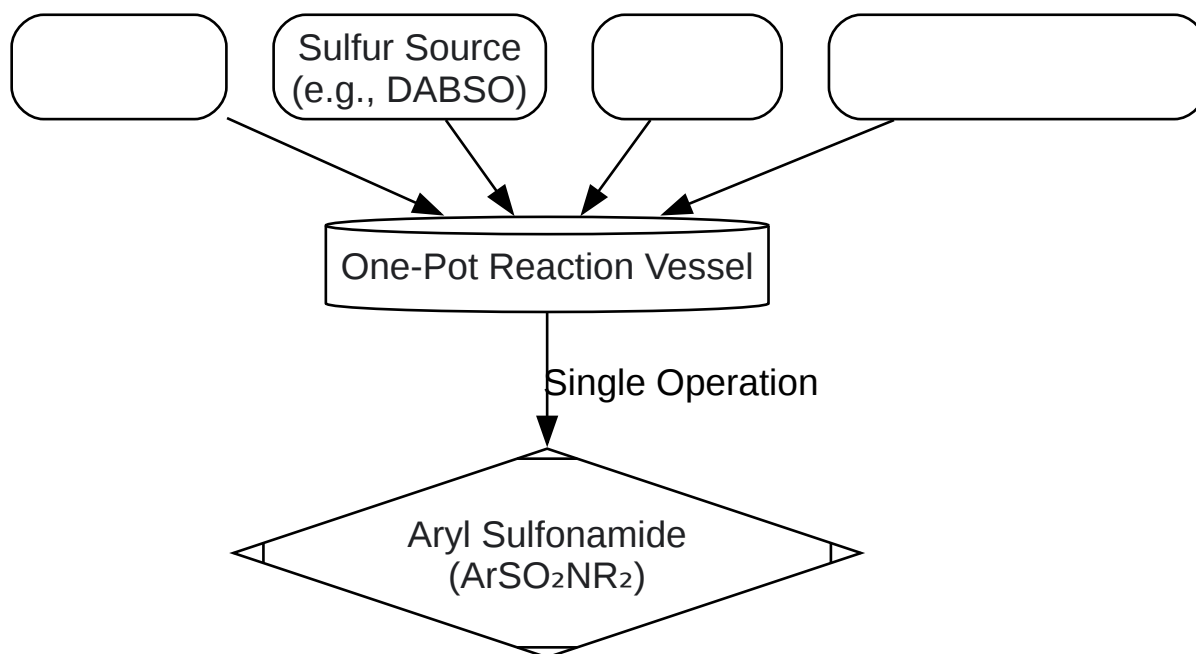 Sulfur Source
(e.g., DABSO)
One-Pot Reaction Vessel
Single Operation
Aryl Sulfonamide
(ArSO₂NR₂)